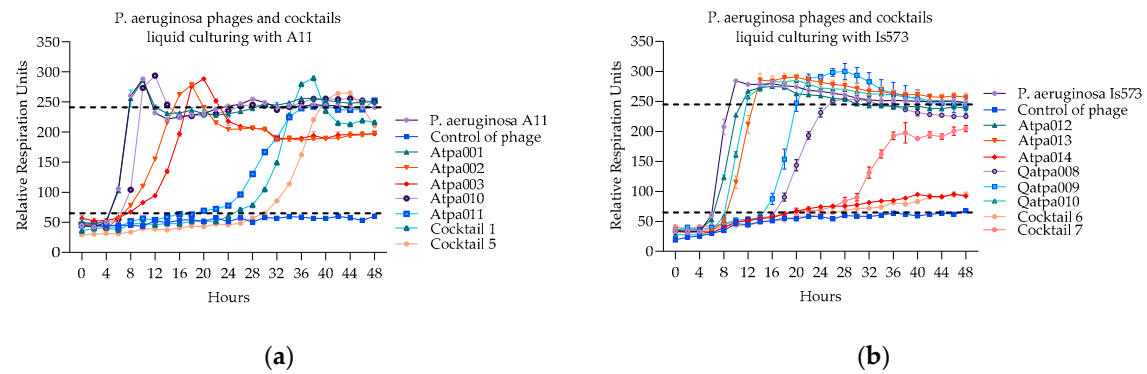 P. aeruginosa phages and cocktails
liquid culturing with A11
Relative Respiration Units
350
300
250
200
150
100
50
0
0 4 8 12 16 20 24 28 32 36 40 44 48
Hours
P. aeruginosa A11
Control of phage
Atpa001
Atpa002
Atpa003
Atpa010
Atpa011
Cocktail 1
Cocktail 5
(a)
P. aeruginosa phages and cocktails
liquid culturing with Is573
Relative Respiration Units
350
300
250
200
150
100
50
0
0 4 8 12 16 20 24 28 32 36 40 44 48
Hours
P. aeruginosa Is573
Control of phage
Atpa012
Atpa013
Atpa014
Qatpa008
Qatpa009
Qatpa010
Cocktail 6
Cocktail 7
(b)